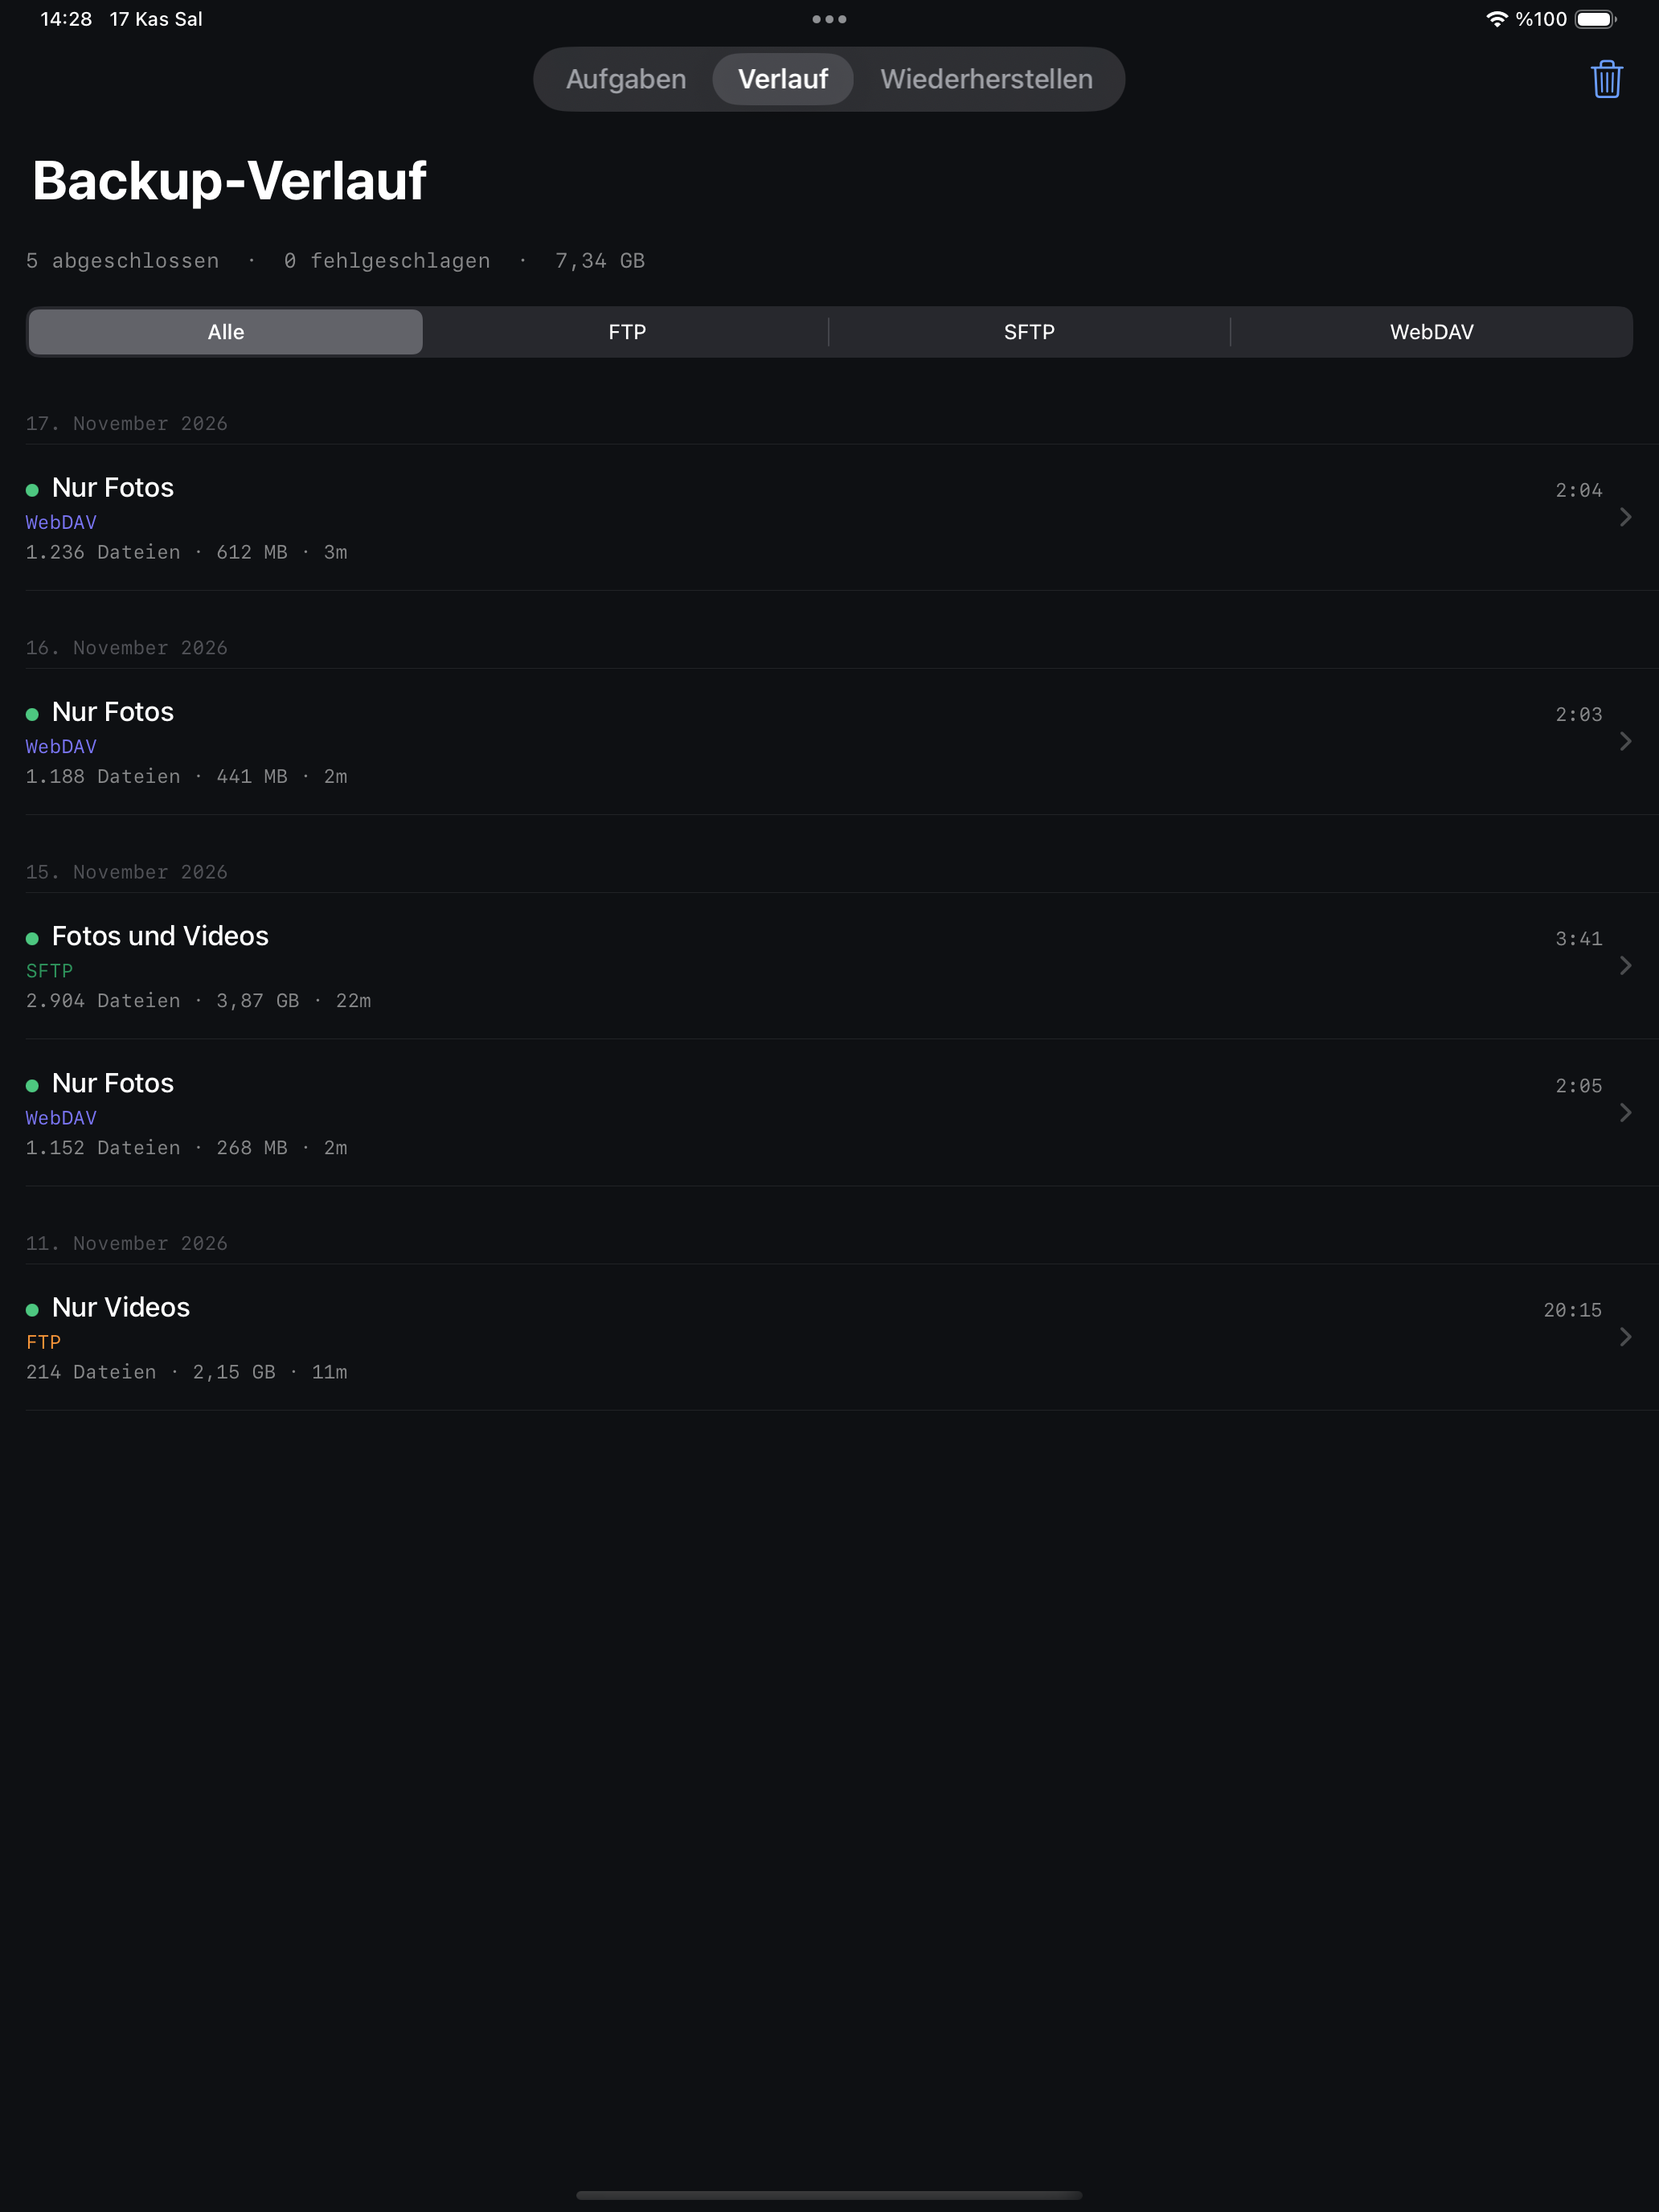 14:28 17 Kas Sal
%100
Aufgaben Verlauf Wiederherstellen
Backup-Verlauf
5 abgeschlossen · 0 fehlgeschlagen · 7,34 GB
Alle FTP SFTP WebDAV
17. November 2026
Nur Fotos 2:04
WebDAV
1.236 Dateien · 612 MB · 3m
16. November 2026
Nur Fotos 2:03
WebDAV
1.188 Dateien · 441 MB · 2m
15. November 2026
Fotos und Videos 3:41
SFTP
2.904 Dateien · 3,87 GB · 22m
Nur Fotos 2:05
WebDAV
1.152 Dateien · 268 MB · 2m
11. November 2026
Nur Videos 20:15
FTP
214 Dateien · 2,15 GB · 11m